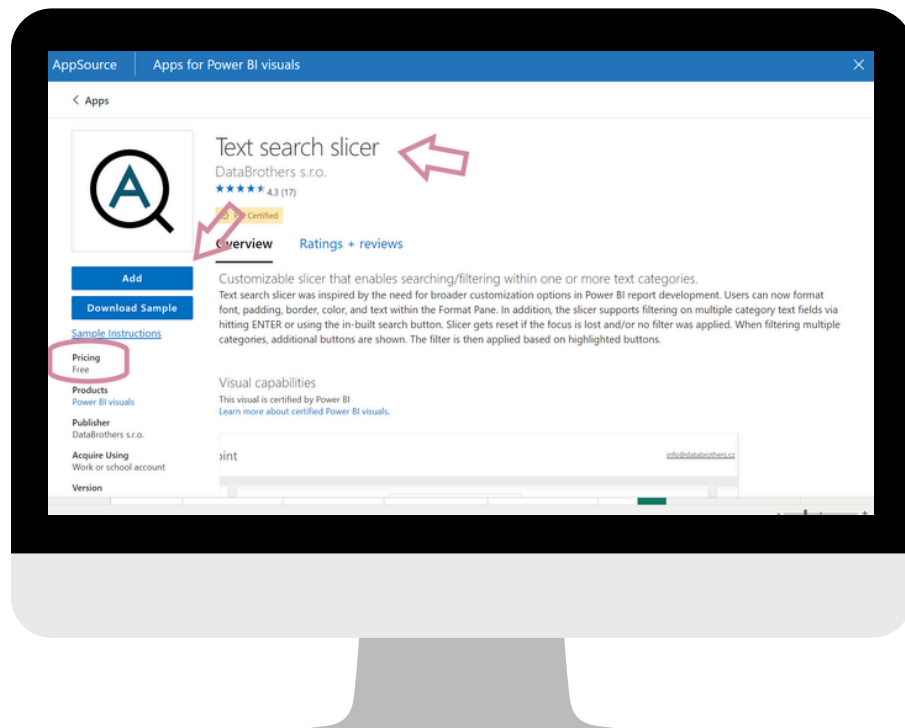 AppSource
Apps for Power BI visuals
Apps
Text search slicer
DataBrothers s.r.o.
4.3 (17)
Certified
Overview
Ratings + reviews
Add
Download Sample
Sample Instructions
Pricing
Free
Products
Power BI visuals
Publisher
DataBrothers s.r.o.
Acquire Using
Work or school account
Version
Customizable slicer that enables searching/filtering within one or more text categories.
Text search slicer was inspired by the need for broader customization options in Power BI report development. Users can now format
font, padding, border, color, and text within the Format Pane. In addition, the slicer supports filtering on multiple category text fields via
hitting ENTER or using the in-built search button. Slicer gets reset if the focus is lost and/or no filter was applied. When filtering multiple
categories, additional buttons are shown. The filter is then applied based on highlighted buttons.
Visual capabilities
This visual is certified by Power BI
Learn more about certified Power BI visuals.
oint
info@databrothers.cz